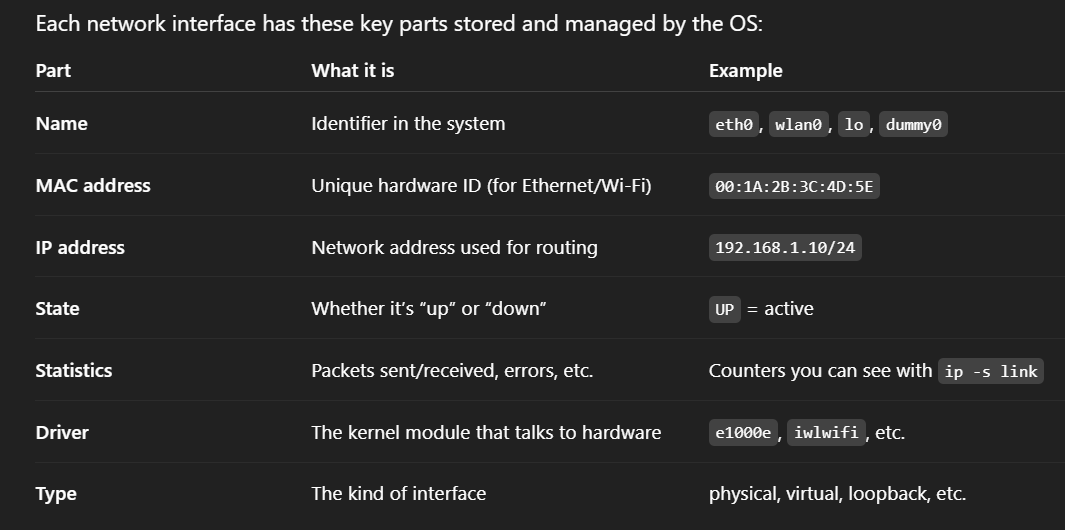 Each network interface has these key parts stored and managed by the OS:
Part What it is Example
Name Identifier in the system eth0, wlan0, lo, dummy0
MAC address Unique hardware ID (for Ethernet/Wi-Fi) 00:1A:2B:3C:4D:5E
IP address Network address used for routing 192.168.1.10/24
State Whether it’s “up” or “down” UP = active
Statistics Packets sent/received, errors, etc. Counters you can see with ip -s link
Driver The kernel module that talks to hardware e1000e, iwlwifi, etc.
Type The kind of interface physical, virtual, loopback, etc.